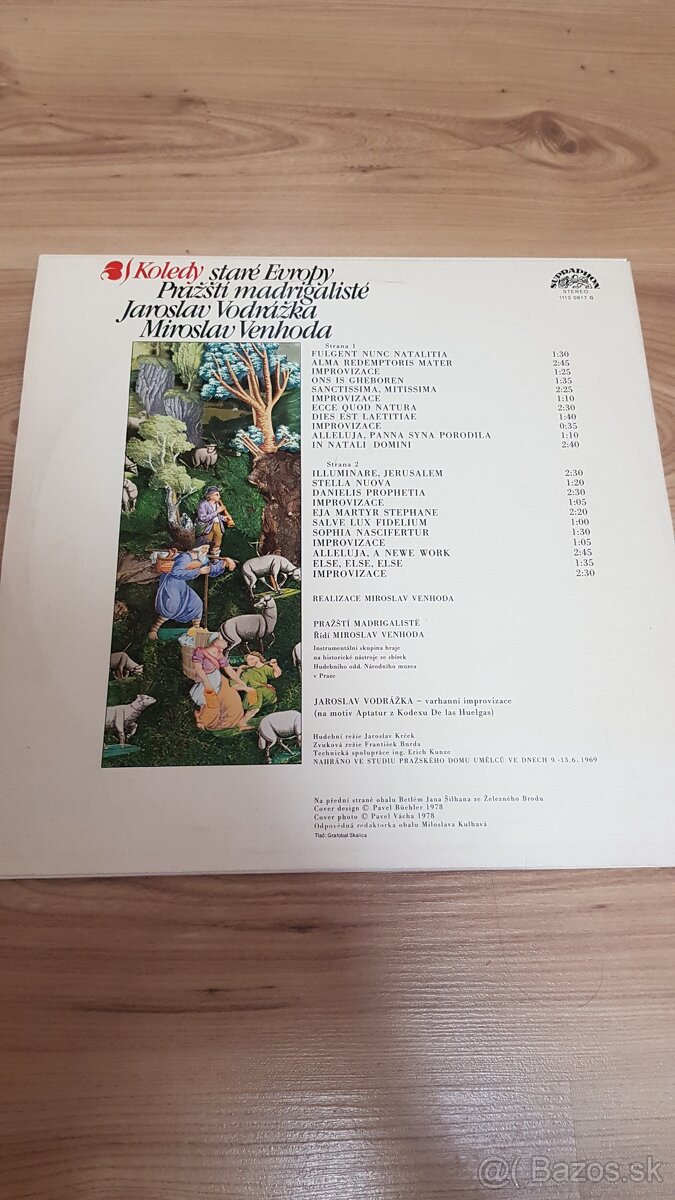 Koledy staré Evropy
Pražští madrigalisté
Jaroslav Vodrážka
Miroslav Venhoda
SUPRAPHON
STEREO
1112 0817 G
Strana 1
FULGENT NUNC NATALITIA 1:30
ALMA REDEMPTORIS MATER 2:45
IMPROVIZACE 1:25
ONS IS GHEBOREN 1:35
SANCTISSIMA, MITISSIMA 2:25
IMPROVIZACE 1:10
ECCE QUOD NATURA 2:30
DIES EST LAETITIAE 1:40
IMPROVIZACE 0:35
ALLELUJA, PANNA SYNA PORODILA 1:10
IN NATALI DOMINI 2:40
Strana 2
ILLUMINARE, JERUSALEM 2:30
STELLA NUOVA 1:20
DANIELIS PROPHETIA 2:30
IMPROVIZACE 1:05
EJA MARTYR STEPHANE 2:20
SALVE LUX FIDELIUM 1:00
SOPHIA NASCIFERTUR 1:30
IMPROVIZACE 1:05
ALLELUJA, A NEWE WORK 2:45
ELSE, ELSE, ELSE 1:35
IMPROVIZACE 2:30
REALIZACE MIROSLAV VENHODA
PRAŽŠTÍ MADRIGALISTÉ
Řídí MIROSLAV VENHODA
Instrumentální skupina hraje
na historické nástroje ze sbírek
Hudebního odd. Národního muzea
v Praze
JAROSLAV VODRÁŽKA – varhanní improvizace
(na motiv Aptatur z Kodexu De las Huelgas)
Hudební režie Jaroslav Krček
Zvuková režie František Burda
Technická spolupráce ing. Erich Kunze
NAHRÁNO VE STUDIU PRAŽSKÉHO DOMU UMĚLCŮ VE DNECH 9.-13.6.1969
Na přední straně obalu Betlém Jana Šilhana ze Železného Brodu
Cover design © Pavel Büchler 1978
Cover photo © Pavel Vácha 1978
Odpovědná redaktorka obalu Miloslava Kulhavá
Tlač: Grafobal Skalica
@( Bazos.sk